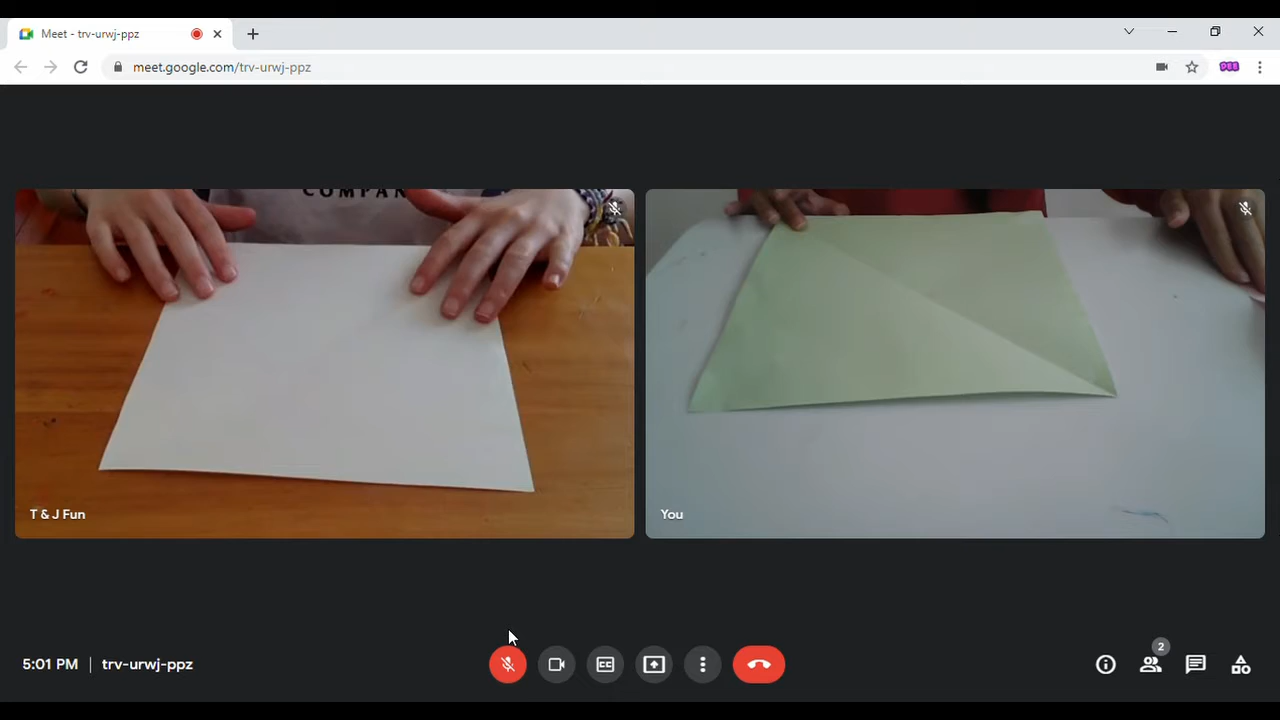 Meet - trv-urwj-ppz
meet.google.com/trv-urwj-ppz
COMPAN
T & J Fun
You
5:01 PM
trv-urwj-ppz
CC
2